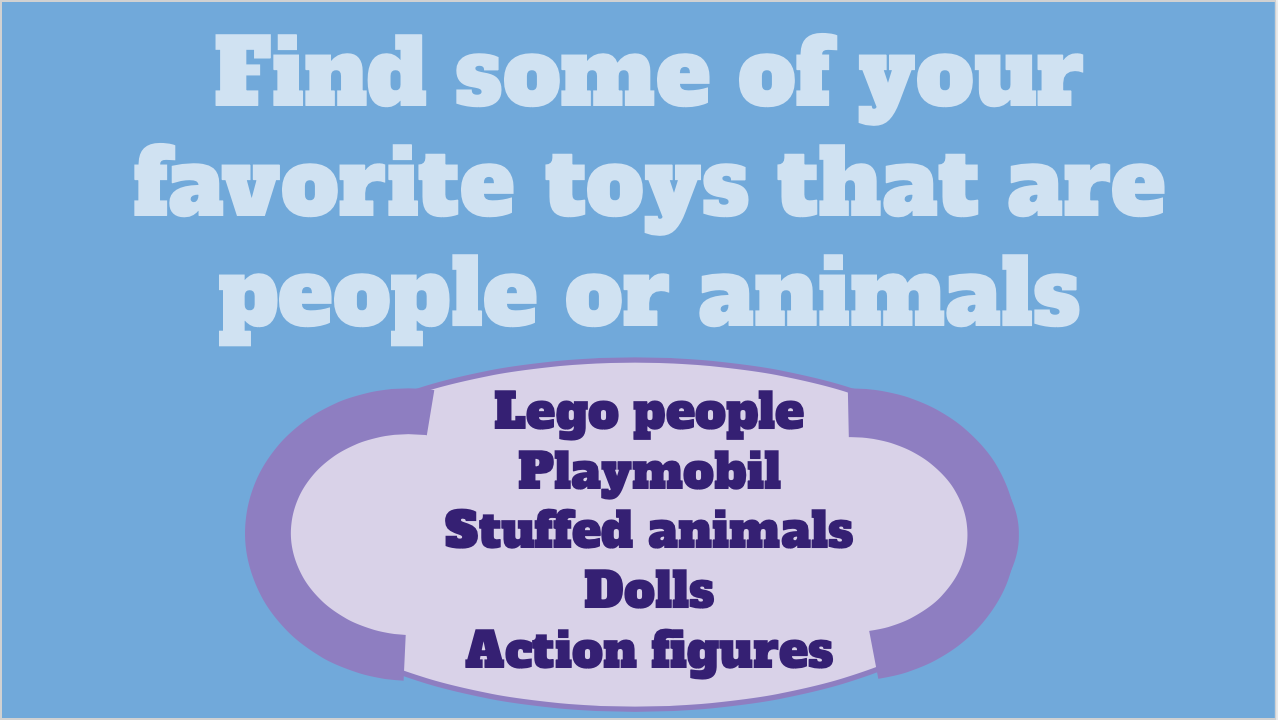 Find some of your
favorite toys that are
people or animals
Lego people
Playmobil
Stuffed animals
Dolls
Action figures